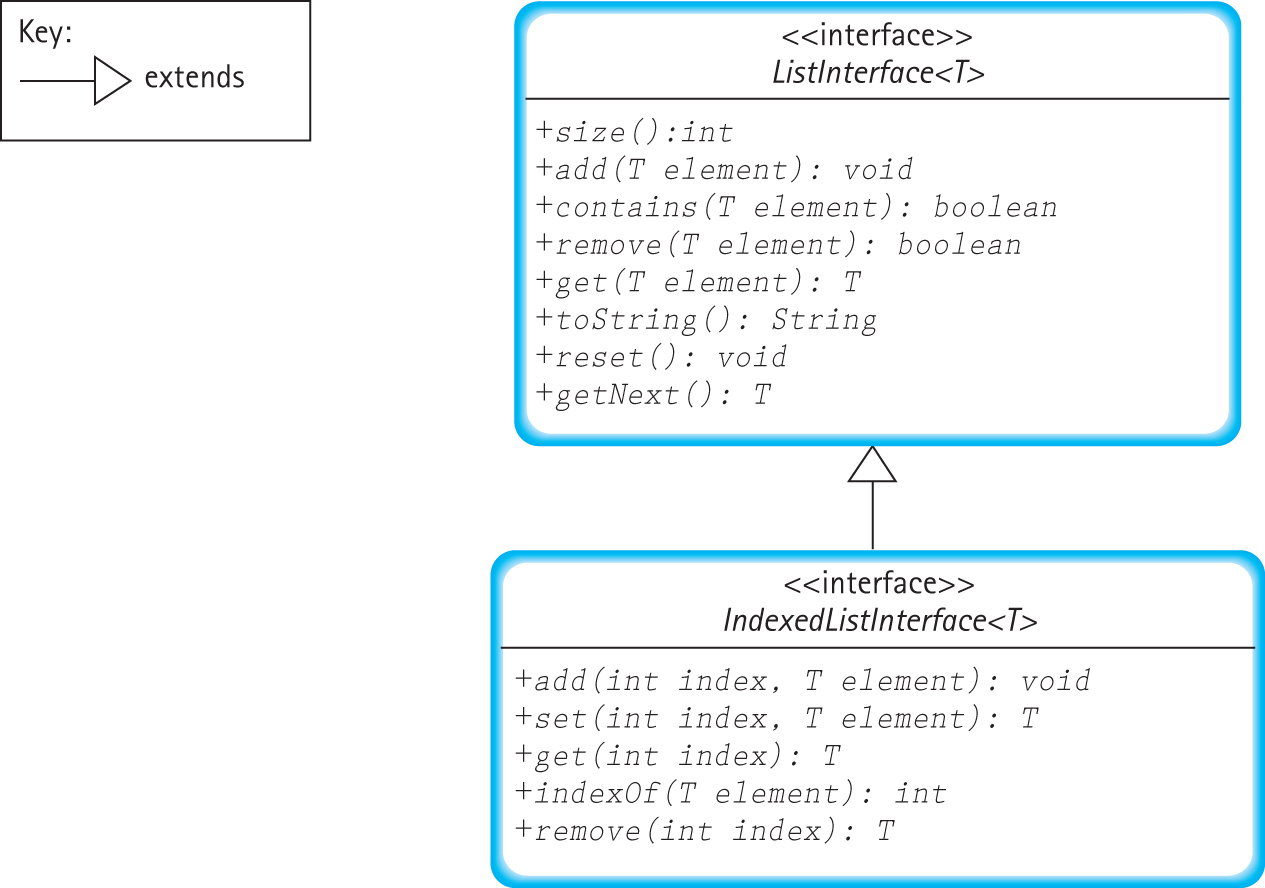 Key:
extends
<<interface>>
ListInterface<T>
+size():int
+add(T element): void
+contains(T element): boolean
+remove(T element): boolean
+get(T element): T
+toString(): String
+reset(): void
+getNext(): T
<<interface>>
IndexedListInterface<T>
+add(int index, T element): void
+set(int index, T element): T
+get(int index): T
+indexOf(T element): int
+remove(int index): T